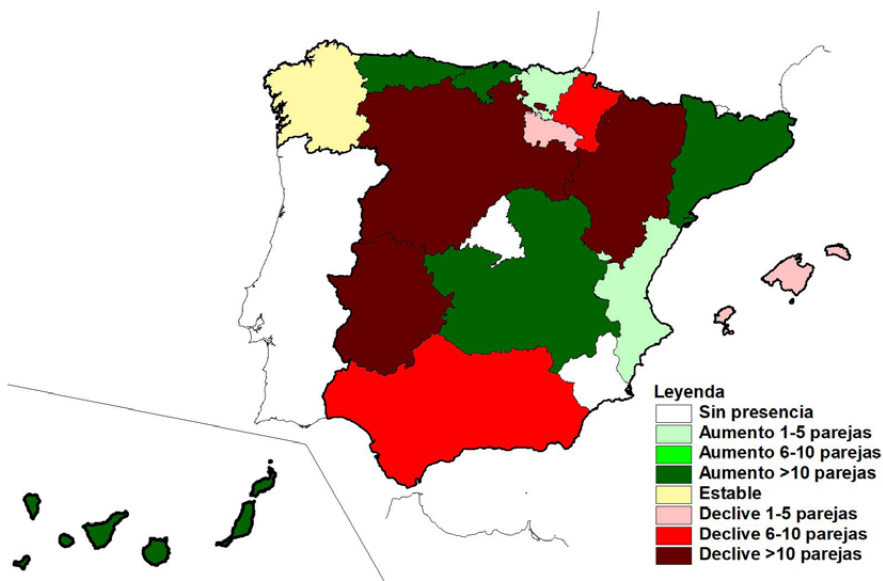 Leyenda
Sin presencia
Aumento 1-5 parejas
Aumento 6-10 parejas
Aumento >10 parejas
Estable
Declive 1-5 parejas
Declive 6-10 parejas
Declive >10 parejas